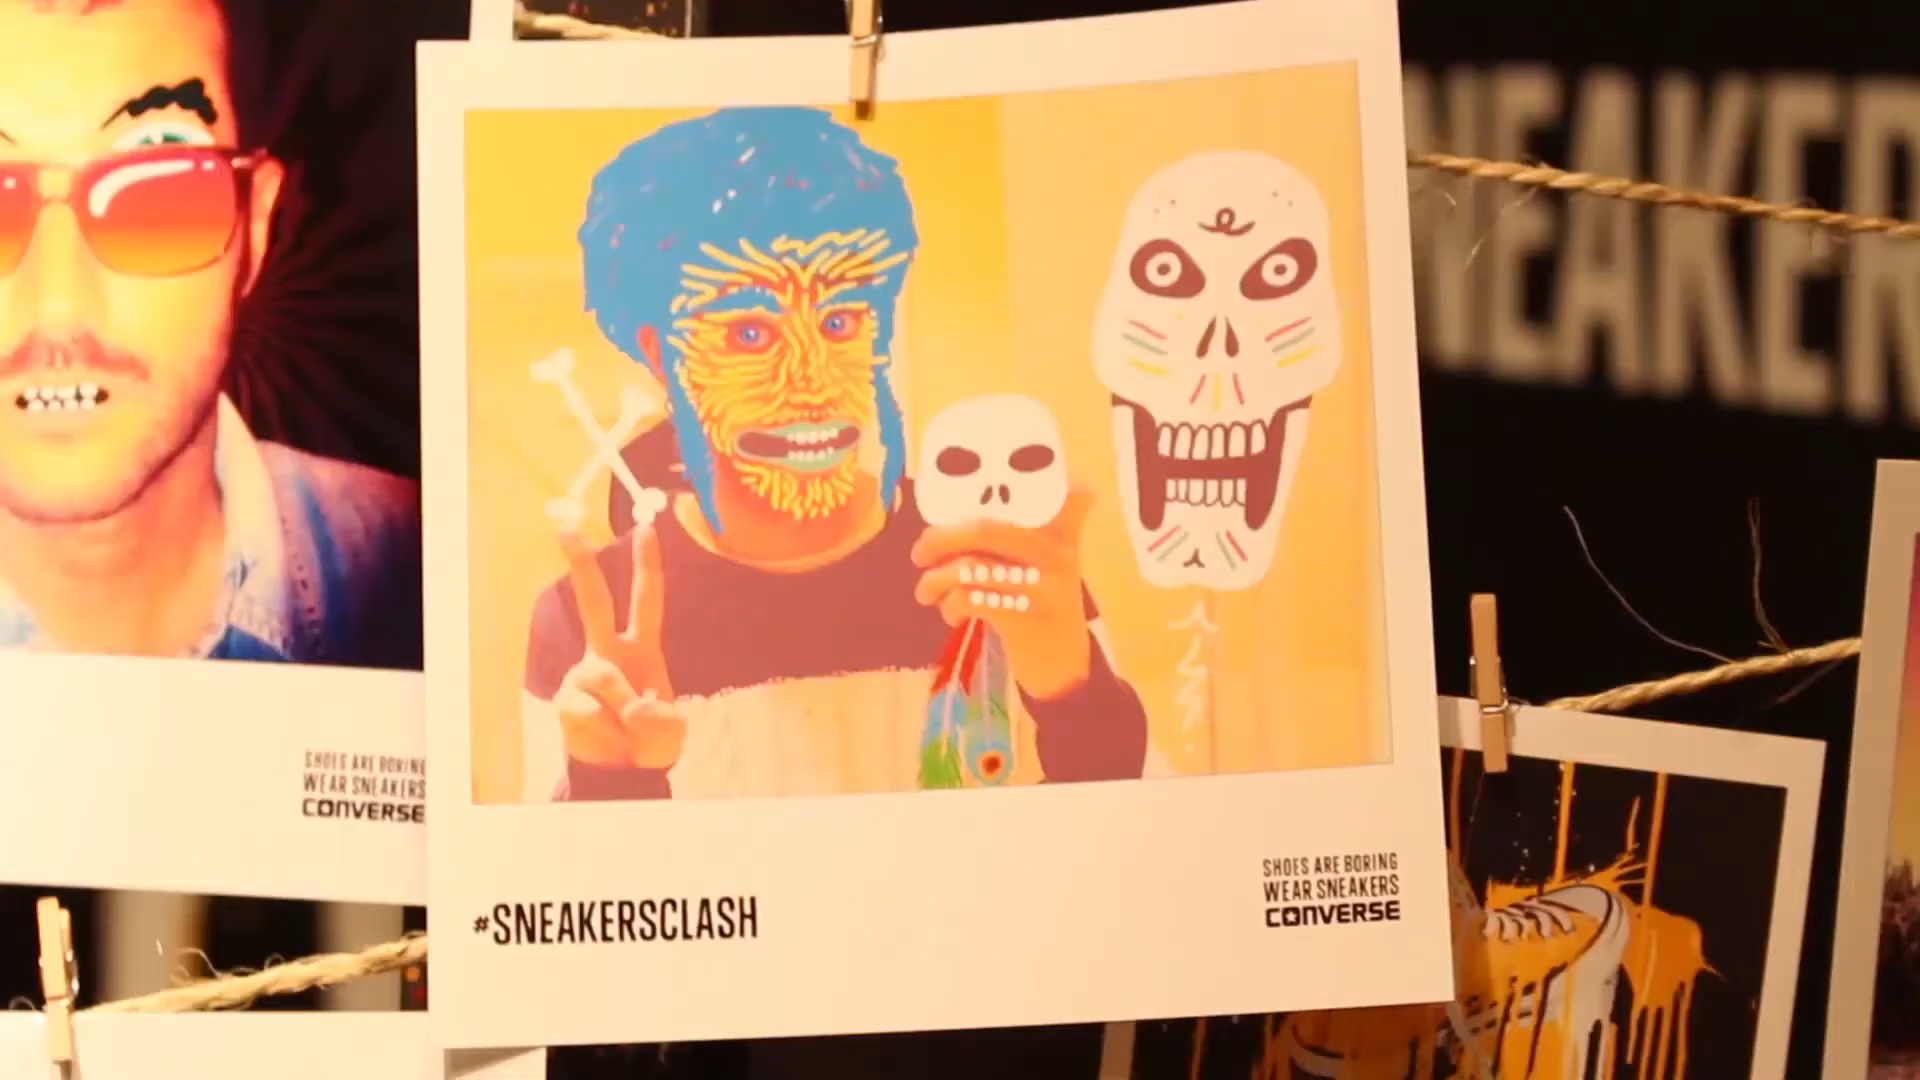 NEAKER
SHOES ARE BORING
WEAR SNEAKERS
CONVERSE
#SNEAKERSCLASH
SHOES ARE BORING
WEAR SNEAKERS
CONVERSE